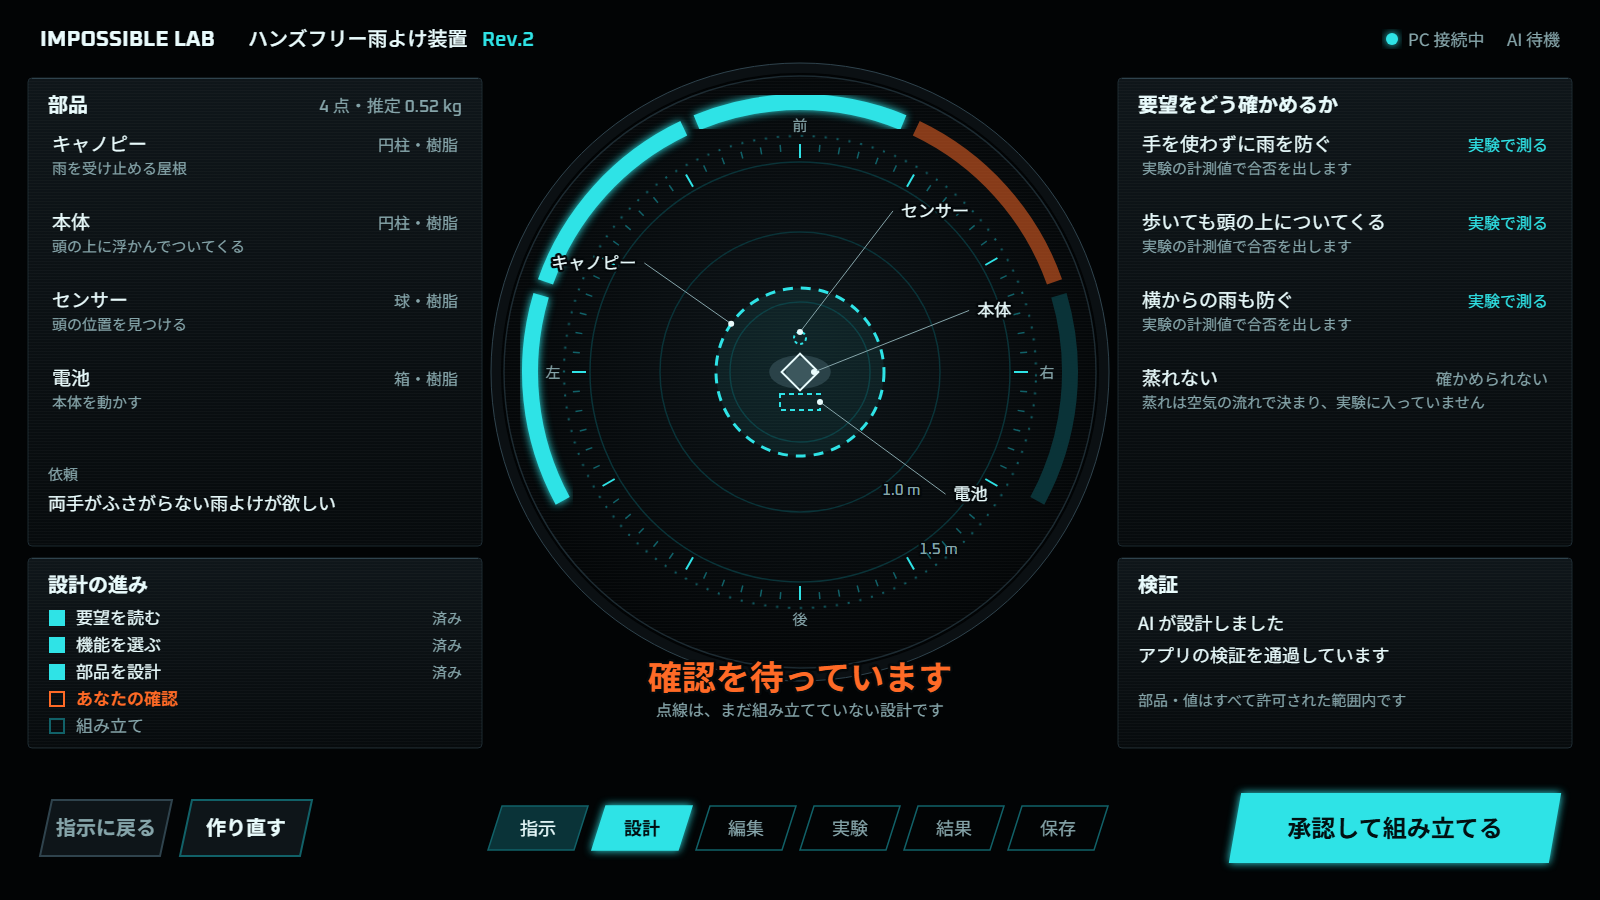 IMPOSSIBLE LAB ハンズフリー雨よけ装置 Rev.2
PC 接続中 AI 待機
部品 4 点・推定 0.52 kg
キャノピー 円柱・樹脂
雨を受け止める屋根
本体 円柱・樹脂
頭の上に浮かんでついてくる
センサー 球・樹脂
頭の位置を見つける
電池 箱・樹脂
本体を動かす
依頼
両手がふさがらない雨よけが欲しい
設計の進み
要望を読む 済み
機能を選ぶ 済み
部品を設計 済み
あなたの確認
組み立て
前
センサー
キャノピー
本体
左
右
1.0 m
電池
1.5 m
後
確認を待っています
点線は、まだ組み立てていない設計です
要望をどう確かめるか
手を使わずに雨を防ぐ 実験で測る
実験の計測値で合否を出します
歩いても頭の上についてくる 実験で測る
実験の計測値で合否を出します
横からの雨も防ぐ 実験で測る
実験の計測値で合否を出します
蒸れない 確かめられない
蒸れは空気の流れで決まり、実験に入っていません
検証
AI が設計しました
アプリの検証を通過しています
部品・値はすべて許可された範囲内です
指示に戻る
作り直す
指示
設計
編集
実験
結果
保存
承認して組み立てる